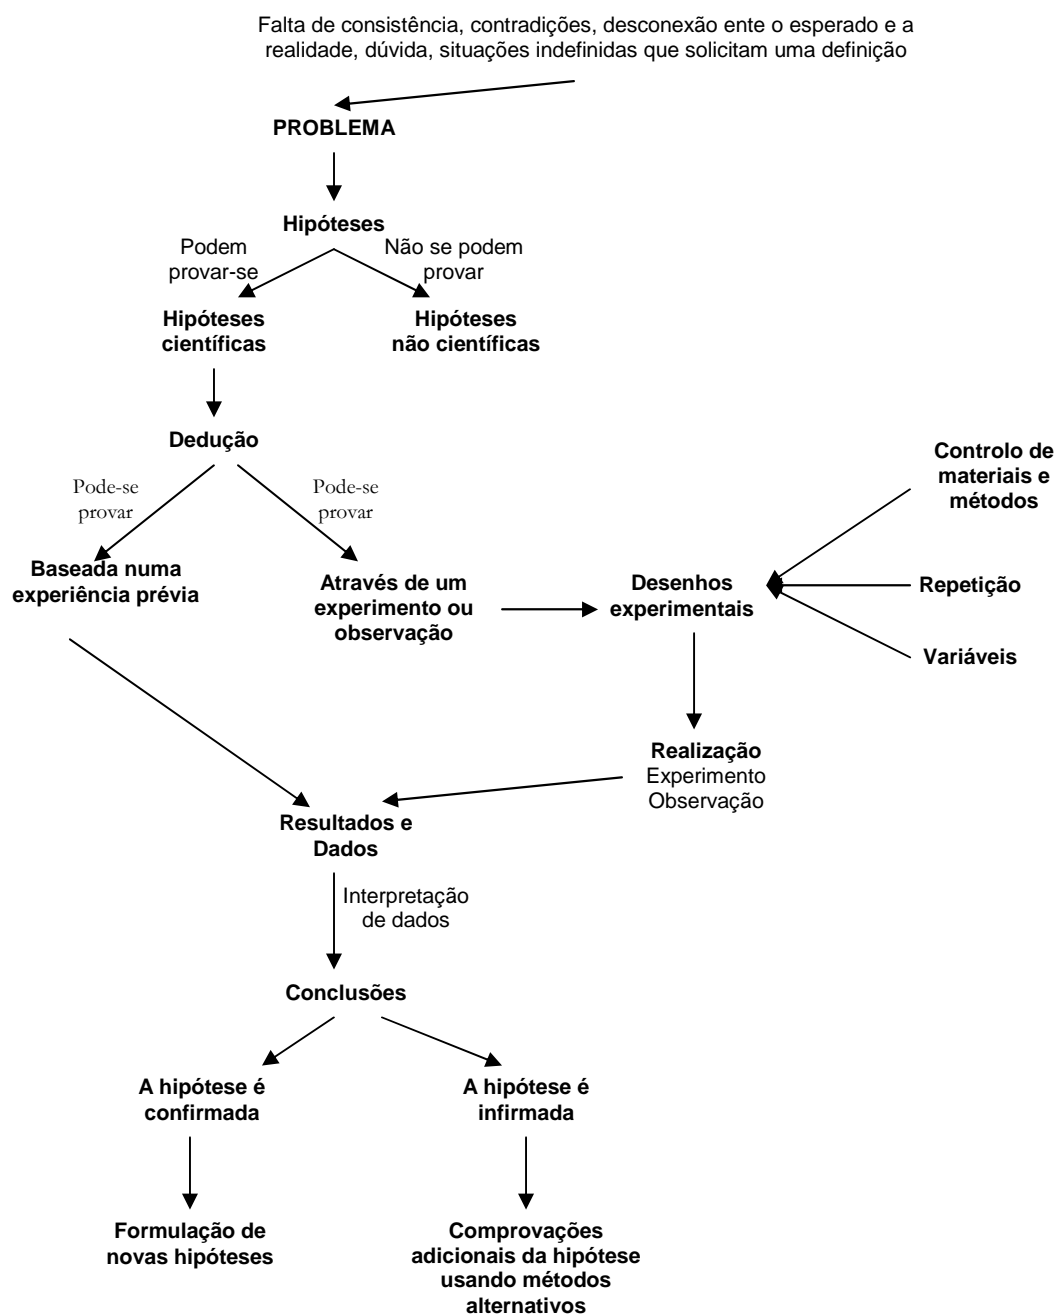 Falta de consistência, contradições, desconexão ente o esperado e a
realidade, dúvida, situações indefinidas que solicitam uma definição
PROBLEMA
Hipóteses
Podem
provar-se
Não se podem
provar
Hipóteses
científicas
Hipóteses
não científicas
Dedução
Pode-se
provar
Pode-se
provar
Baseada numa
experiência prévia
Através de um
experimento ou
observação
Desenhos
experimentais
Controlo de
materiais e
métodos
Repetição
Variáveis
Realização
Experimento
Observação
Resultados e
Dados
Interpretação
de dados
Conclusões
A hipótese é
confirmada
A hipótese é
infirmada
Formulação de
novas hipóteses
Comprovações
adicionais da hipótese
usando métodos
alternativos